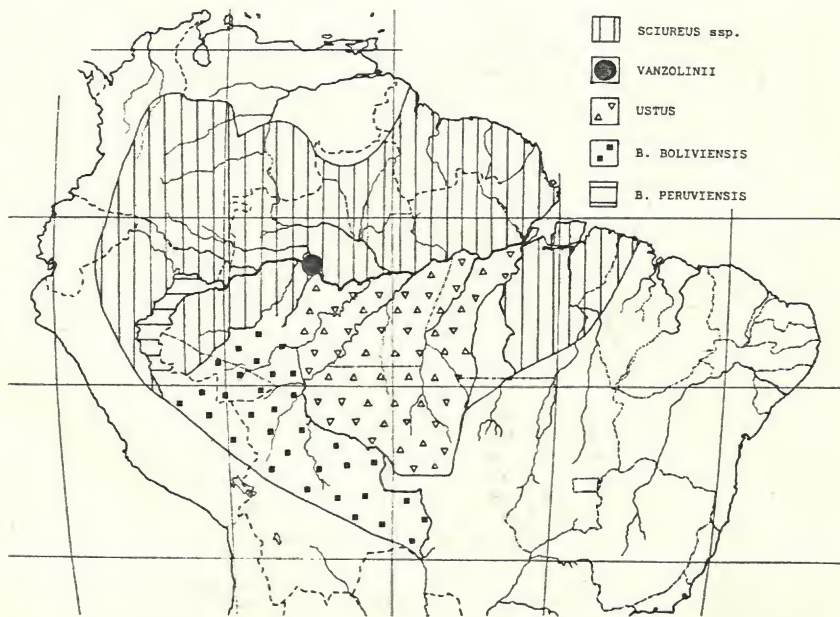 SCIUREUS ssp.
VANZOLINII
USTUS
B. BOLIVIENSIS
B. PERUVIENSIS